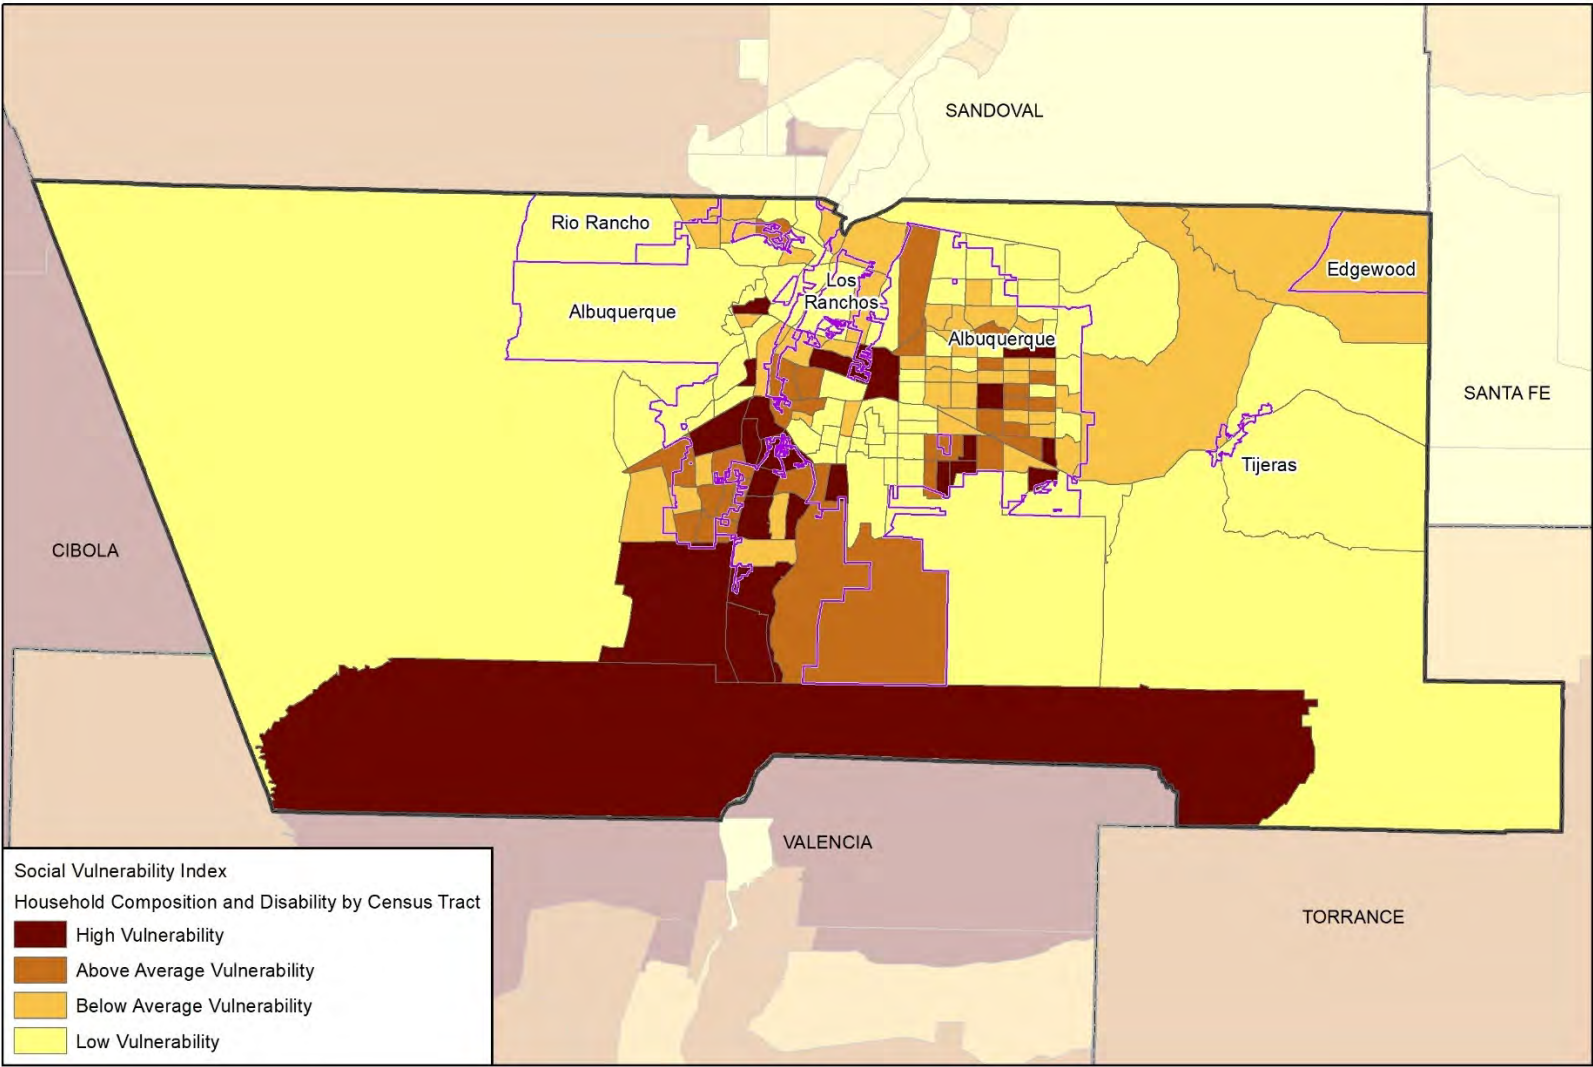 SANDOVAL
Rio Rancho
Edgewood
Los
Ranchos
Albuquerque
Albuquerque
SANTA FE
Tijeras
CIBOLA
VALENCIA
TORRANCE
Social Vulnerability Index
Household Composition and Disability by Census Tract
High Vulnerability
Above Average Vulnerability
Below Average Vulnerability
Low Vulnerability